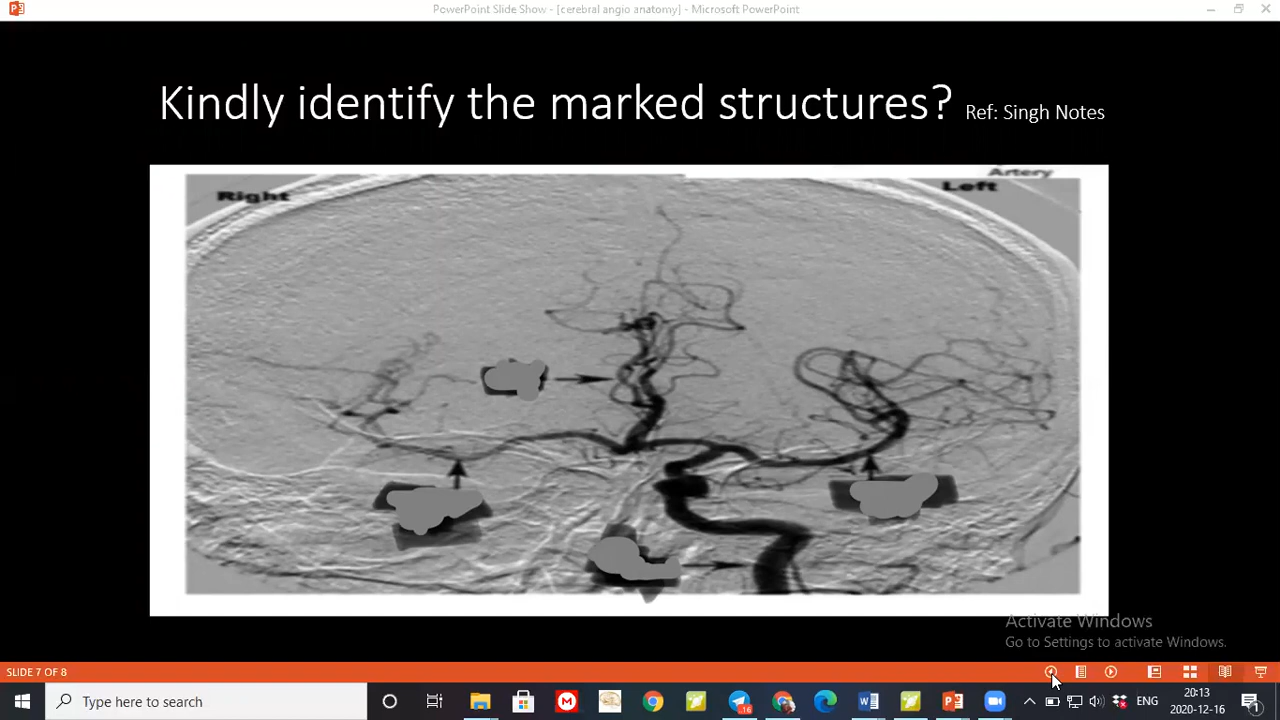 PowerPoint Slide Show - [cerebral angio anatomy] - Microsoft PowerPoint
Kindly identify the marked structures? Ref: Singh Notes
Artery
Right
Left
Activate Windows
Go to Settings to activate Windows.
SLIDE 7 OF 8
Type here to search
16
ENG
20:13
2020-12-16
1